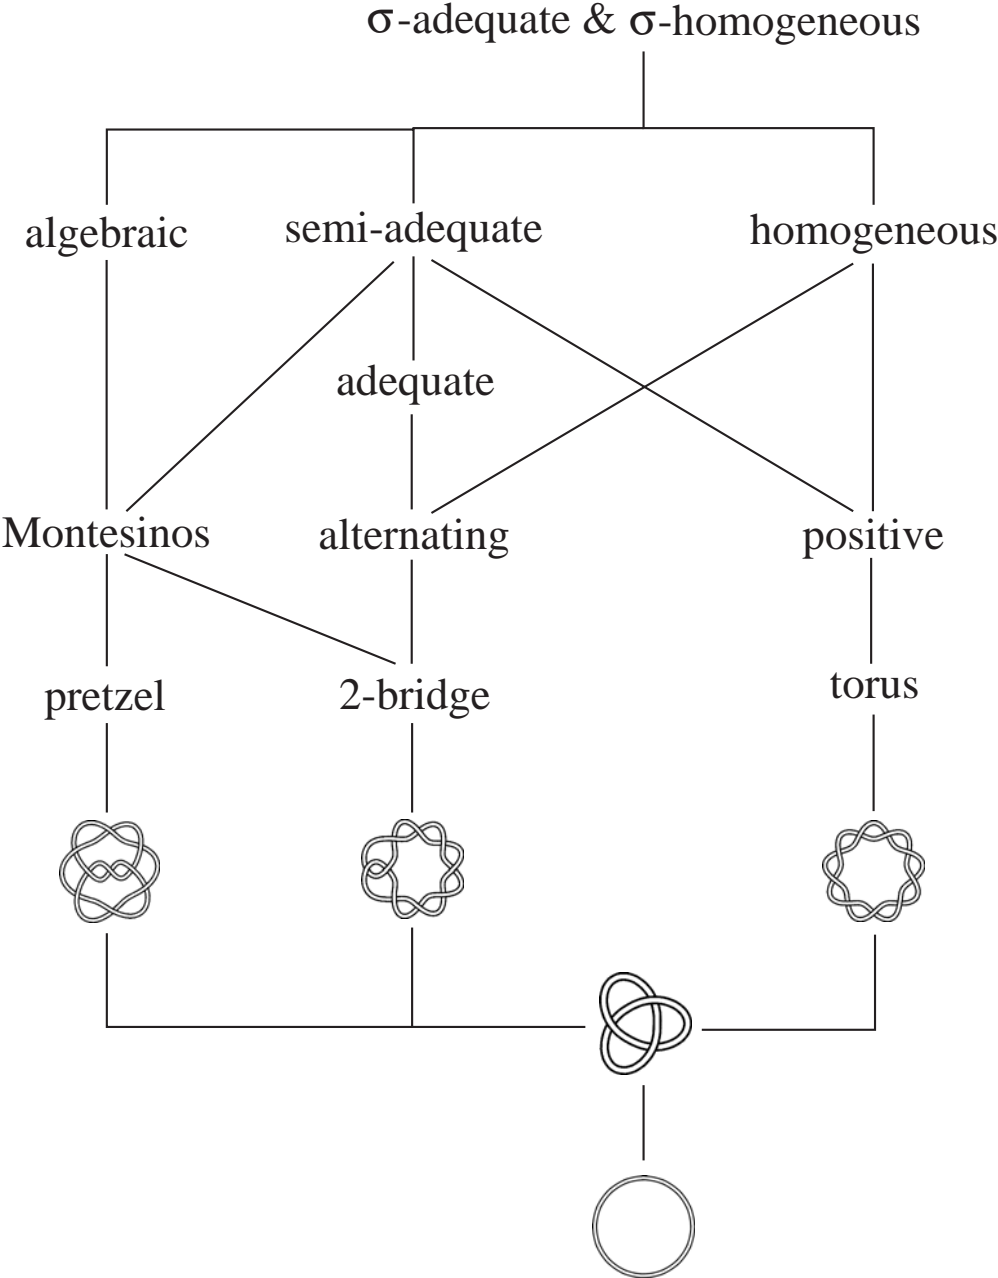 σ-adequate & σ-homogeneous
algebraic
semi-adequate
homogeneous
adequate
Montesinos
alternating
positive
pretzel
2-bridge
torus